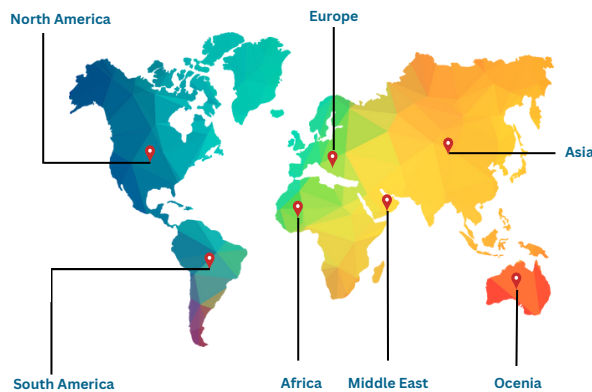 North America
Europe
Asia
South America
Africa
Middle East
Ocenia